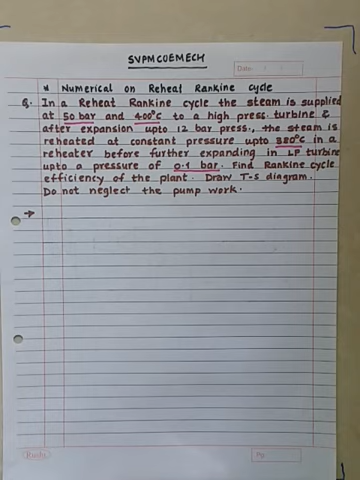 SVPMCOEMECH
Date:
* Numerical on Reheat Rankine cycle
Q. In a Reheat Rankine cycle the steam is supplied
at 50 bar and 400°C to a high press. turbine &
after expansion upto 12 bar press., the steam is
reheated at constant pressure upto 380°C in a
reheater before further expanding in LP turbine
upto a pressure of 0.1 bar. Find Rankine cycle
efficiency of the plant. Draw T-S diagram.
Do not neglect the pump work.
→